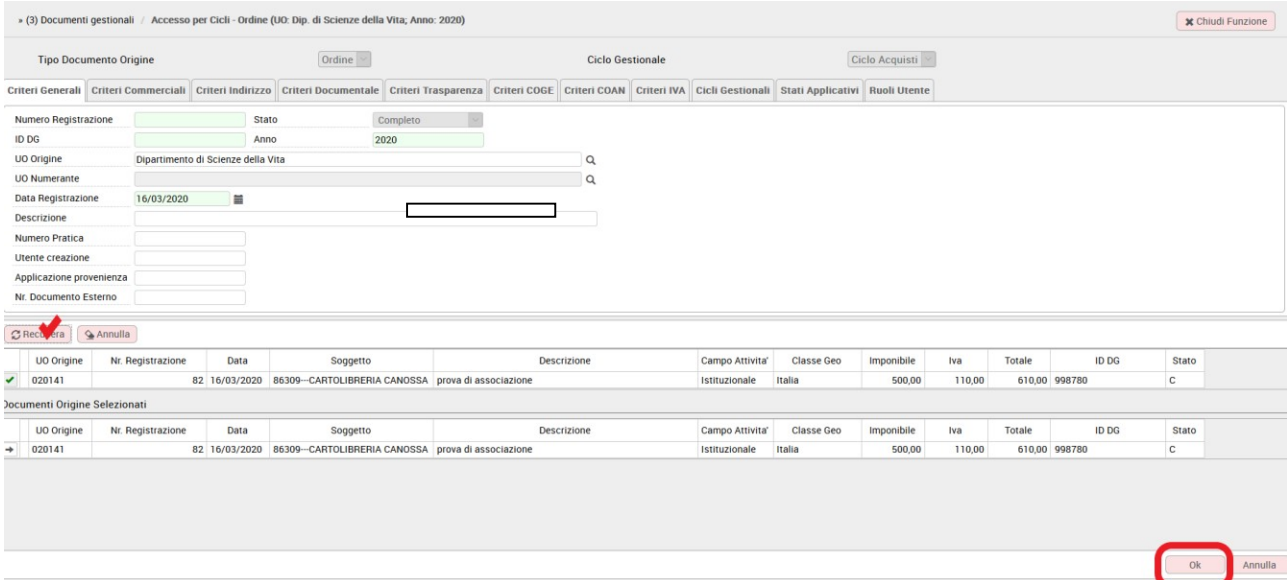 » (3) Documenti gestionali / Accesso per Cicli - Ordine (UO: Dip. di Scienze della Vita; Anno: 2020) Chiudi Funzione
Tipo Documento Origine Ordine Ciclo Gestionale Ciclo Acquisti
Criteri Generali Criteri Commerciali Criteri Indirizzo Criteri Documentale Criteri Trasparenza Criteri COGE Criteri COAN Criteri IVA Cicli Gestionali Stati Applicativi Ruoli Utente
Numero Registrazione Stato Completo
ID DG Anno 2020
UO Origine Dipartimento di Scienze della Vita
UO Numerante
Data Registrazione 16/03/2020
Descrizione
Numero Pratica
Utente creazione
Applicazione provenienza
Nr. Documento Esterno
Recupera Annulla
UO Origine Nr. Registrazione Data Soggetto Descrizione Campo Attivita' Classe Geo Imponibile Iva Totale ID DG Stato
020141 82 16/03/2020 86309---CARTOLIBRERIA CANOSSA prova di associazione Istituzionale Italia 500,00 110,00 610,00 998780 C
Documenti Origine Selezionati
UO Origine Nr. Registrazione Data Soggetto Descrizione Campo Attivita' Classe Geo Imponibile Iva Totale ID DG Stato
020141 82 16/03/2020 86309---CARTOLIBRERIA CANOSSA prova di associazione Istituzionale Italia 500,00 110,00 610,00 998780 C
Ok Annulla